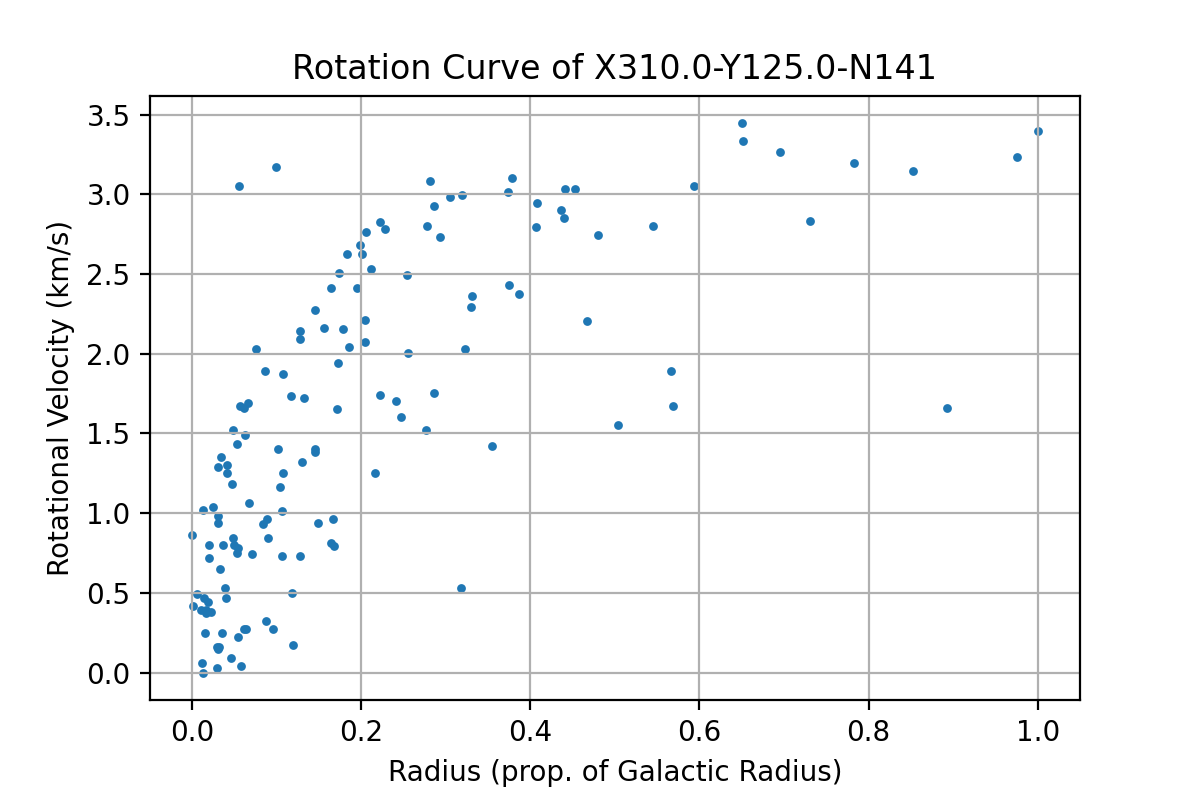 Rotation Curve of X310.0-Y125.0-N141
3.5
3.0
2.5
2.0
1.5
1.0
0.5
0.0
Rotational Velocity (km/s)
0.0 0.2 0.4 0.6 0.8 1.0
Radius (prop. of Galactic Radius)